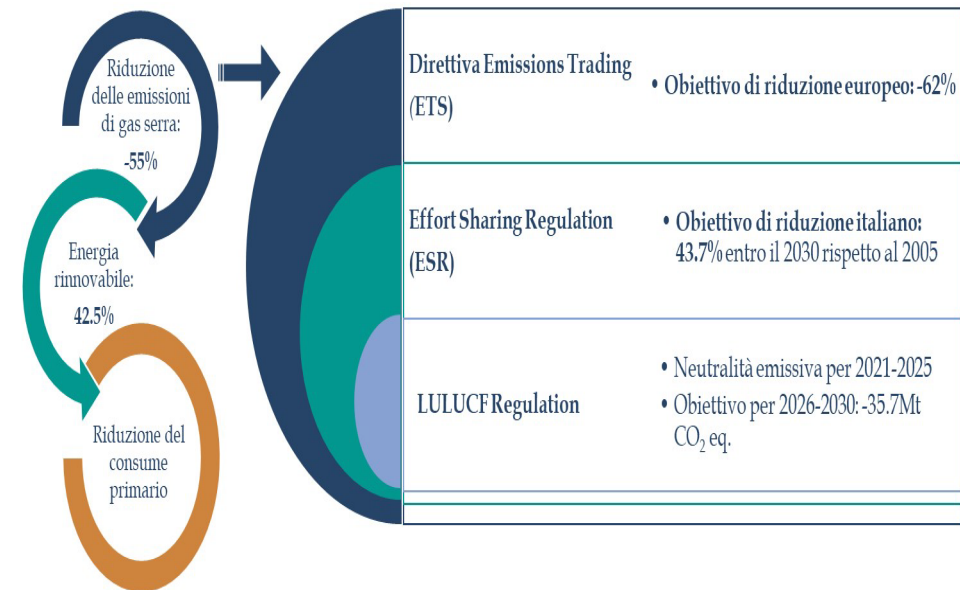 Riduzione
delle emissioni
di gas serra:
-55%
Energia
rinnovabile:
42.5%
Riduzione del
consume
primario
Direttiva Emissions Trading
(ETS)
• Obiettivo di riduzione europeo: -62%
Effort Sharing Regulation
(ESR)
• Obiettivo di riduzione italiano:
43.7% entro il 2030 rispetto al 2005
LULUCF Regulation
• Neutralità emissiva per 2021-2025
• Obiettivo per 2026-2030: -35.7Mt
CO₂ eq.